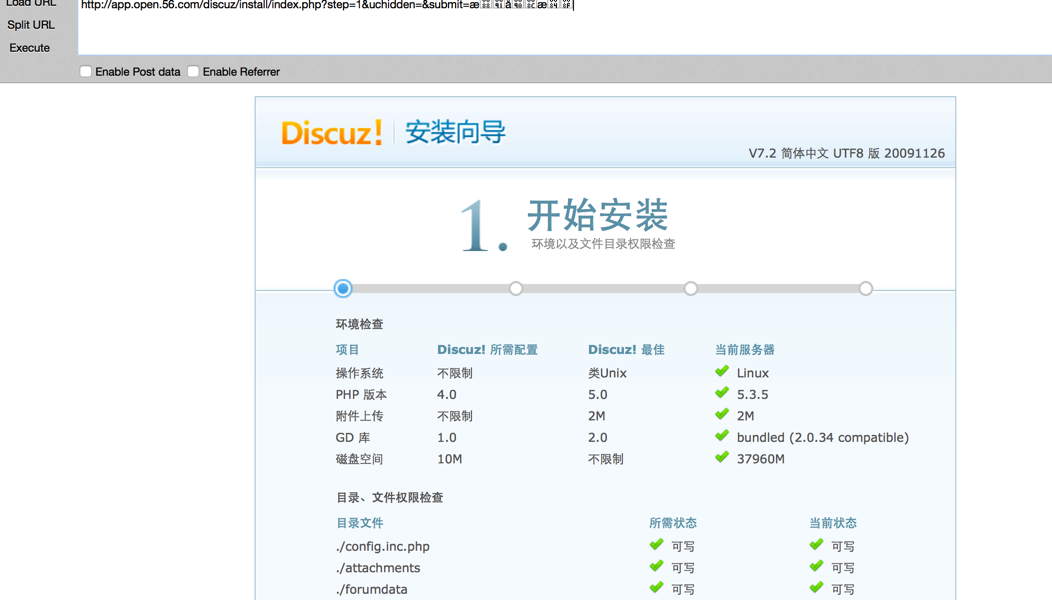 Load URL
http://app.open.56.com/discuz/install/index.php?step=1&uchidden=&submit=
Split URL
Execute
Enable Post data Enable Referrer
Discuz! 安装向导
V7.2 简体中文 UTF8 版 20091126
1. 开始安装
环境以及文件目录权限检查
环境检查
项目 Discuz! 所需配置 Discuz! 最佳 当前服务器
操作系统 不限制 类Unix Linux
PHP 版本 4.0 5.0 5.3.5
附件上传 不限制 2M 2M
GD 库 1.0 2.0 bundled (2.0.34 compatible)
磁盘空间 10M 不限制 37960M
目录、文件权限检查
目录文件 所需状态 当前状态
./config.inc.php 可写 可写
./attachments 可写 可写
./forumdata 可写 可写